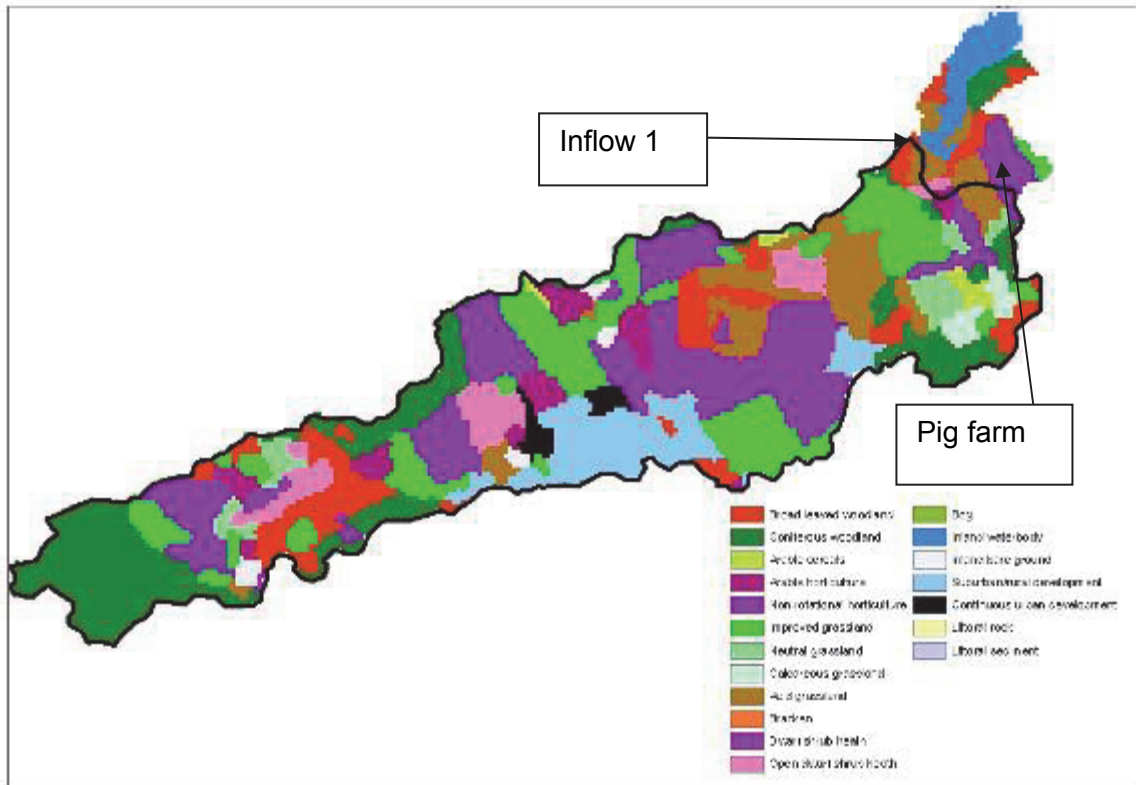 Inflow 1
Pig farm
Broad leaved woodland
Coniferous woodland
Arable cereals
Arable horticulture
Non rotational horticulture
Improved grassland
Neutral grassland
Calcareous grassland
Acid grassland
Bracken
Dwarf shrub heath
Open dwarf shrub heath
Bog
Inland waterbody
Inland bare ground
Suburban/rural development
Continuous urban development
Littoral rock
Littoral sediment